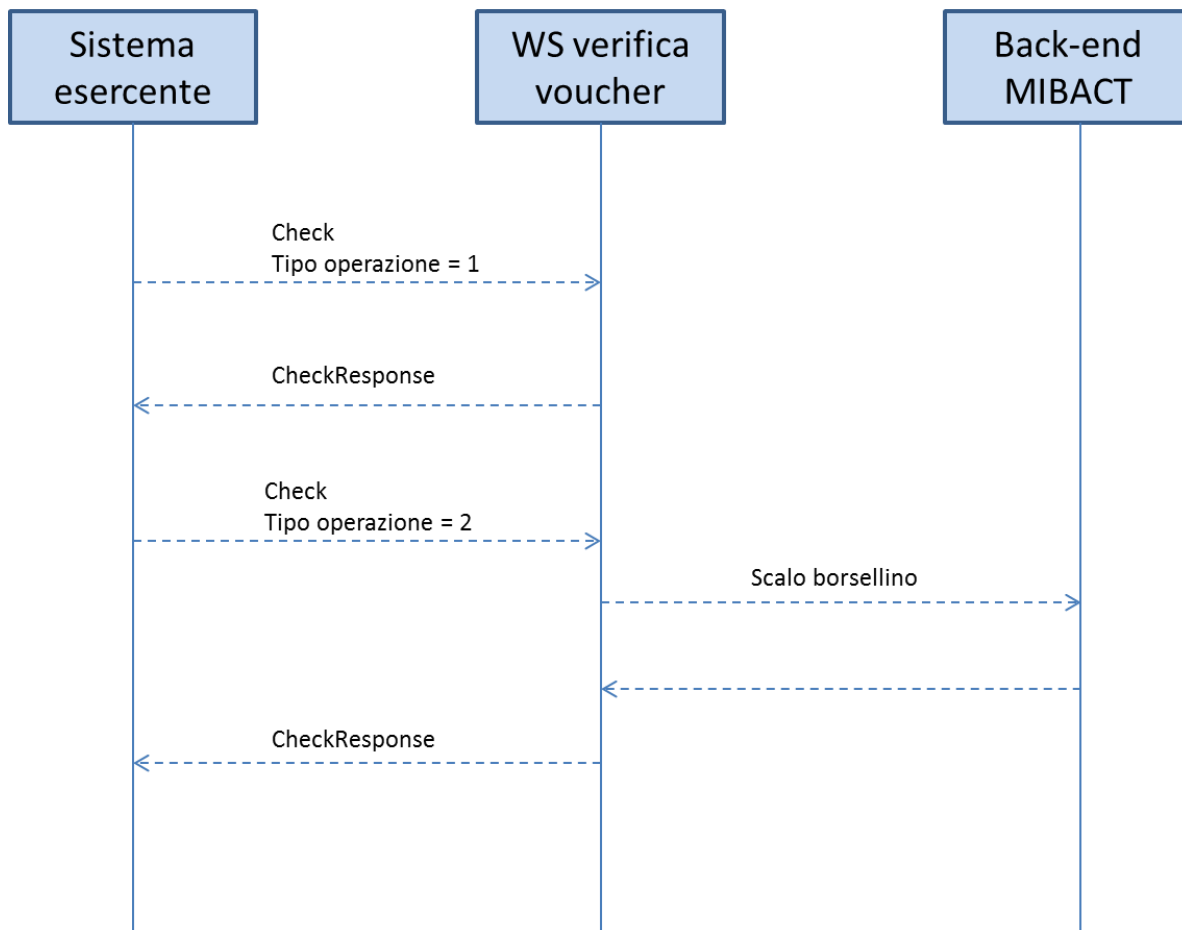 Sistema
esercente
WS verifica
voucher
Back-end
MIBACT
Check
Tipo operazione = 1
CheckResponse
Check
Tipo operazione = 2
Scalo borsellino
CheckResponse